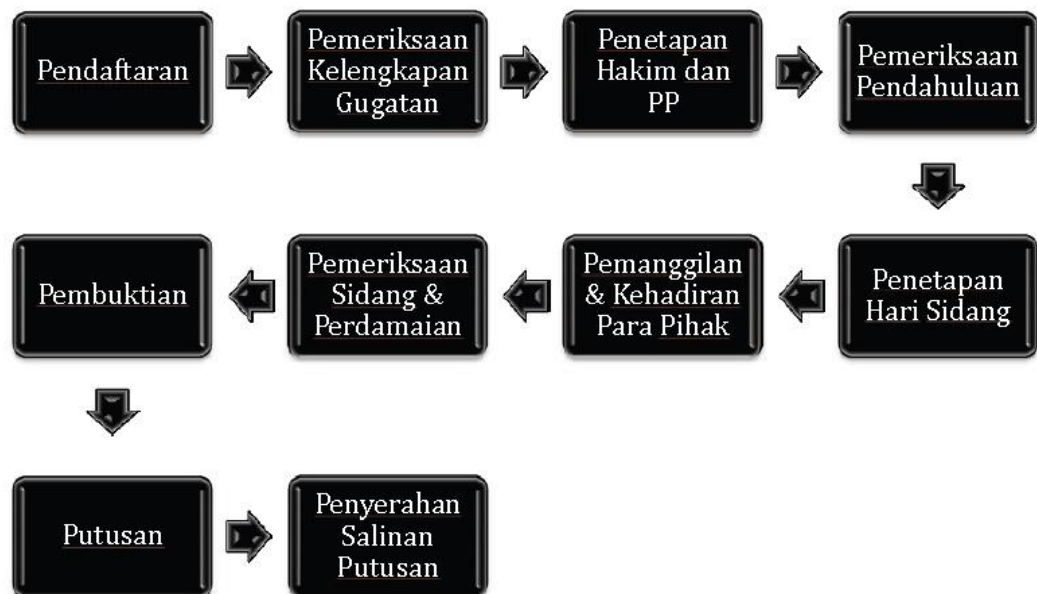 Pendaftaran
Pemeriksaan
Kelengkapan
Gugatan
Penetapan
Hakim dan
PP
Pemeriksaan
Pendahuluan
Penetapan
Hari Sidang
Pemanggilan
& Kehadiran
Para Pihak
Pemeriksaan
Sidang &
Perdamaian
Pembuktian
Putusan
Penyerahan
Salinan
Putusan